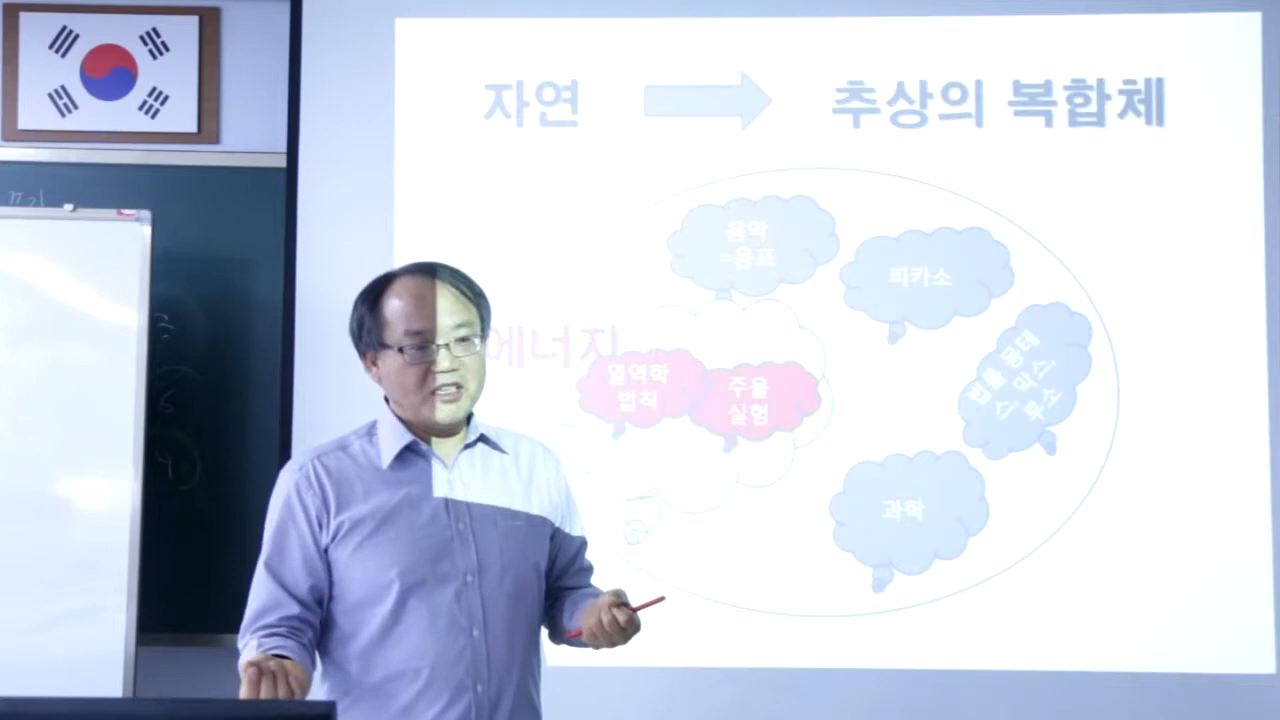 자연
추상의 복합체
음악
=음표
피카소
에너지
열역학
법칙
주울
실험
과학